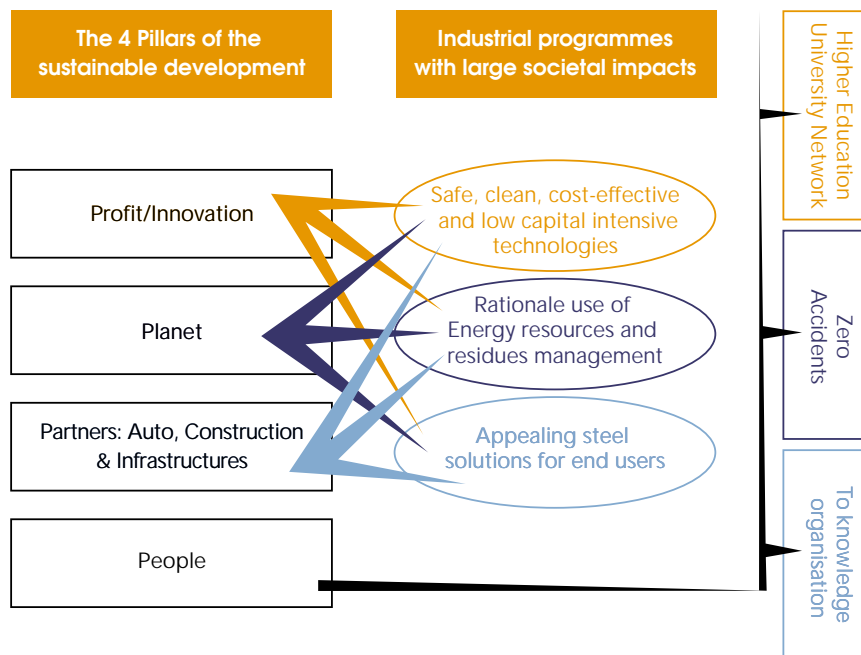 The 4 Pillars of the
sustainable development
Industrial programmes
with large societal impacts
Profit/Innovation
Planet
Partners: Auto, Construction
& Infrastructures
People
Safe, clean, cost-effective
and low capital intensive
technologies
Rationale use of
Energy resources and
residues management
Appealing steel
solutions for end users
Higher Education
University Network
Zero
Accidents
To knowledge
organisation